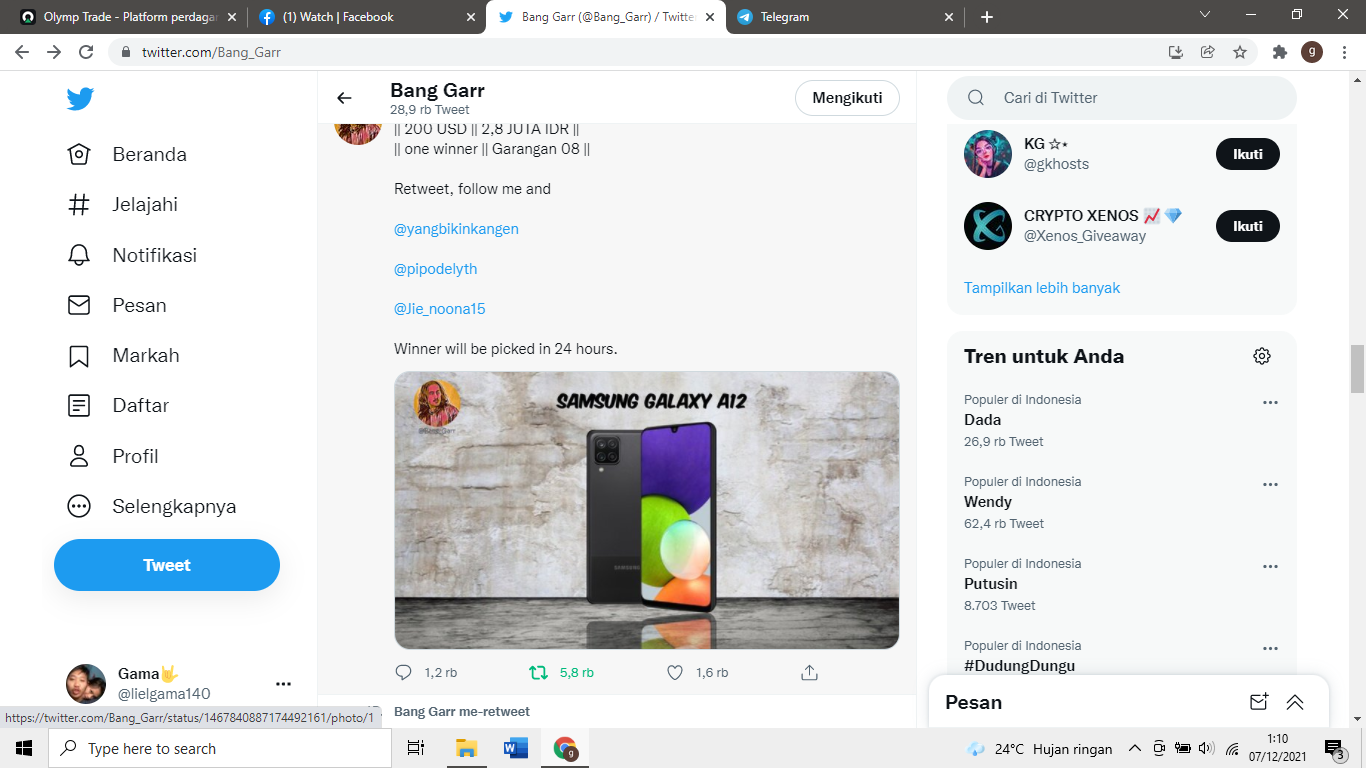 Olymp Trade - Platform perdagar
(1) Watch | Facebook
Bang Garr (@Bang_Garr) / Twitte
Telegram
twitter.com/Bang_Garr
g
Beranda
Jelajahi
Notifikasi
Pesan
Markah
Daftar
Profil
Selengkapnya
Tweet
Gama
@lielgama140
https://twitter.com/Bang_Garr/status/1467840887174492161/photo/1
Bang Garr
28,9 rb Tweet
Mengikuti
|| 200 USD || 2,8 JUTA IDR ||
|| one winner || Garangan 08 ||
Retweet, follow me and
@yangbikinkangen
@pipodelyth
@Jie_noona15
Winner will be picked in 24 hours.
SAMSUNG GALAXY A12
@Bang_Garr
SAMSUNG
1,2 rb
5,8 rb
1,6 rb
Bang Garr me-retweet
Cari di Twitter
KG ☆⋆
@gkhosts
Ikuti
CRYPTO XENOS 📈 💎
@Xenos_Giveaway
Ikuti
Tampilkan lebih banyak
Tren untuk Anda
Populer di Indonesia
Dada
26,9 rb Tweet
Populer di Indonesia
Wendy
62,4 rb Tweet
Populer di Indonesia
Putusin
8.703 Tweet
Populer di Indonesia
#DudungDungu
Pesan
Type here to search
g
24°C Hujan ringan
1:10
07/12/2021
3